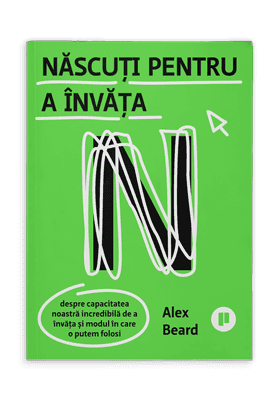 NĂSCUȚI PENTRU
A ÎNVĂȚA
N
despre capacitatea
noastră incredibilă de a
învăța și modul în care
o putem folosi
Alex
Beard